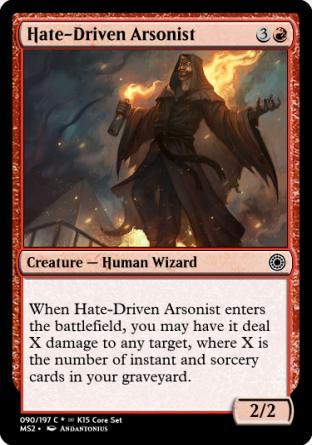 Hate-Driven Arsonist 3
Creature — Human Wizard
When Hate-Driven Arsonist enters
the battlefield, you may have it deal
X damage to any target, where X is
the number of instant and sorcery
cards in your graveyard.
2/2
090/197 C * ∞ K15 Core Set
MS2 • Andantonius